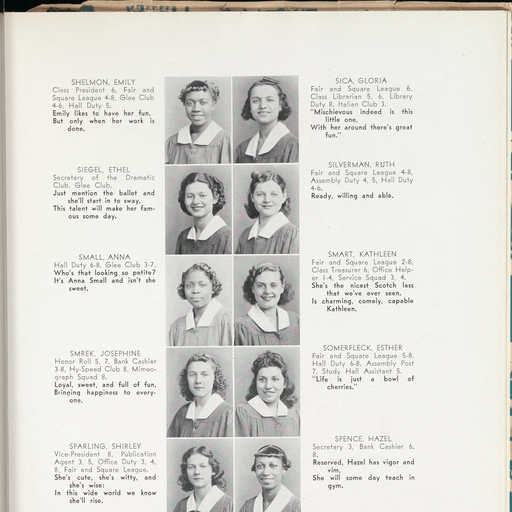 SHELMON, EMILY
Class President 6, Fair and
Square League 4-8, Glee Club
4-6, Hall Duty 5.
Emily likes to have her fun,
But only when her work is
done.
SICA, GLORIA
Fair and Square League 6,
Class Librarian 5, 6, Library
Duty 8, Italian Club 3.
"Mischievous indeed is this
little one,
With her around there's great
fun."
SIEGEL, ETHEL
Secretary of the Dramatic
Club, Glee Club.
Just mention the ballet and
she'll start in to sway,
This talent will make her fam-
ous some day.
SILVERMAN, RUTH
Fair and Square League 4-8,
Assembly Duty 4, 5, Hall Duty
4-6.
Ready, willing and able.
SMALL, ANNA
Hall Duty 6-8, Glee Club 3-7.
Who's that looking so petite?
It's Anna Small and isn't she
sweet.
SMART, KATHLEEN
Fair and Square League 2-8,
Class Treasurer 6, Office Help-
er 1-4, Service Squad 3, 4.
She's the nicest Scotch lass
that we've ever seen.
Is charming, comely, capable
Kathleen.
SMREK, JOSEPHINE
Honor Roll 5, 7, Bank Cashier
3-8, Hy-Speed Club 8, Mimeo-
graph Squad 8.
Loyal, sweet, and full of fun,
Bringing happiness to every-
one.
SOMERFLECK, ESTHER
Fair and Square League 5-8,
Hall Duty 6-8, Assembly Post
7, Study Hall Assistant 5.
"Life is just a bowl of
cherries."
SPARLING, SHIRLEY
Vice-President 8, Publication
Agent 3, 5, Office Duty 3, 4,
8, Fair and Square League.
She's cute, she's witty, and
she's wise:
In this wide world we know
she'll rise.
SPENCE, HAZEL
Secretary 3, Bank Cashier 6,
8.
Reserved, Hazel has vigor and
vim,
She will some day teach in
gym.